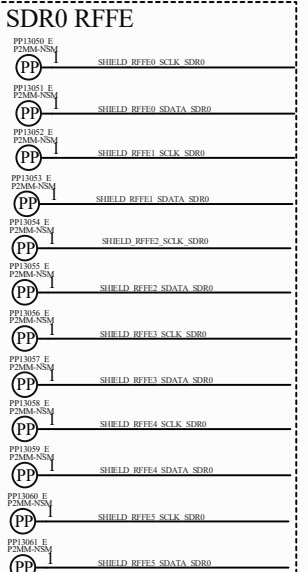 SDR0 RFFE
PP13050_E
P2MM-NSM
PP
1
SHIELD_RFFE0_SCLK_SDR0
PP13051_E
P2MM-NSM
PP
1
SHIELD_RFFE0_SDATA_SDR0
PP13052_E
P2MM-NSM
PP
1
SHIELD_RFFE1_SCLK_SDR0
PP13053_E
P2MM-NSM
PP
1
SHIELD_RFFE1_SDATA_SDR0
PP13054_E
P2MM-NSM
PP
1
SHIELD_RFFE2_SCLK_SDR0
PP13055_E
P2MM-NSM
PP
1
SHIELD_RFFE2_SDATA_SDR0
PP13056_E
P2MM-NSM
PP
1
SHIELD_RFFE3_SCLK_SDR0
PP13057_E
P2MM-NSM
PP
1
SHIELD_RFFE3_SDATA_SDR0
PP13058_E
P2MM-NSM
PP
1
SHIELD_RFFE4_SCLK_SDR0
PP13059_E
P2MM-NSM
PP
1
SHIELD_RFFE4_SDATA_SDR0
PP13060_E
P2MM-NSM
PP
1
SHIELD_RFFE5_SCLK_SDR0
PP13061_E
P2MM-NSM
PP
1
SHIELD_RFFE5_SDATA_SDR0